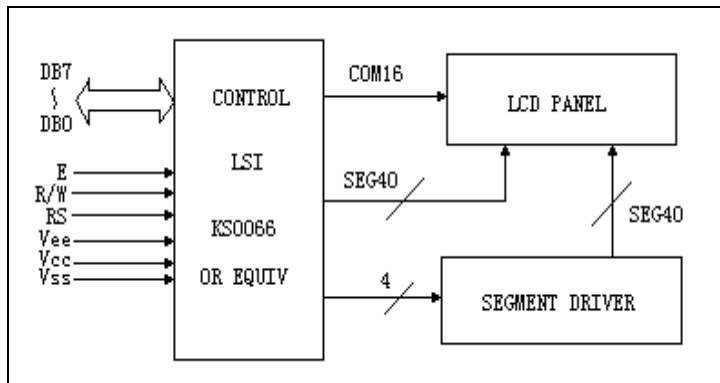 DB7
~
DB0
E
R/W
RS
Vee
Vcc
Vss
CONTROL
LSI
KS0066
OR EQUIV
COM16
SEG40
4
LCD PANEL
SEG40
SEGMENT DRIVER